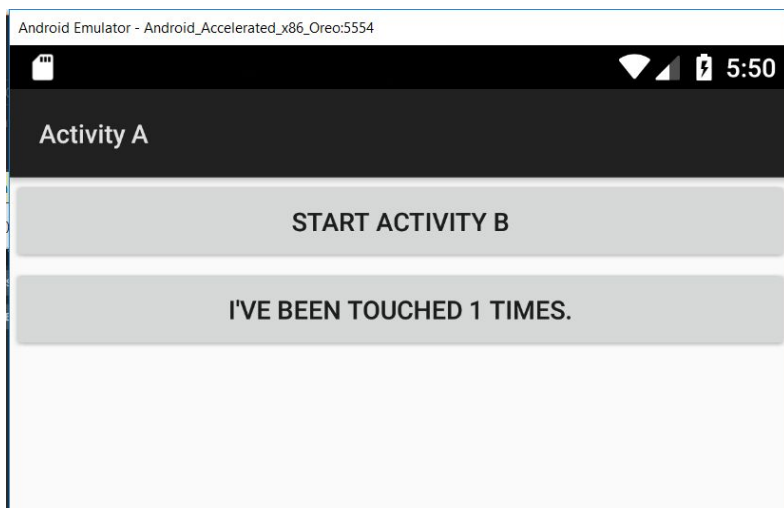 Android Emulator - Android_Accelerated_x86_Oreo:5554
5:50
Activity A
START ACTIVITY B
I'VE BEEN TOUCHED 1 TIMES.